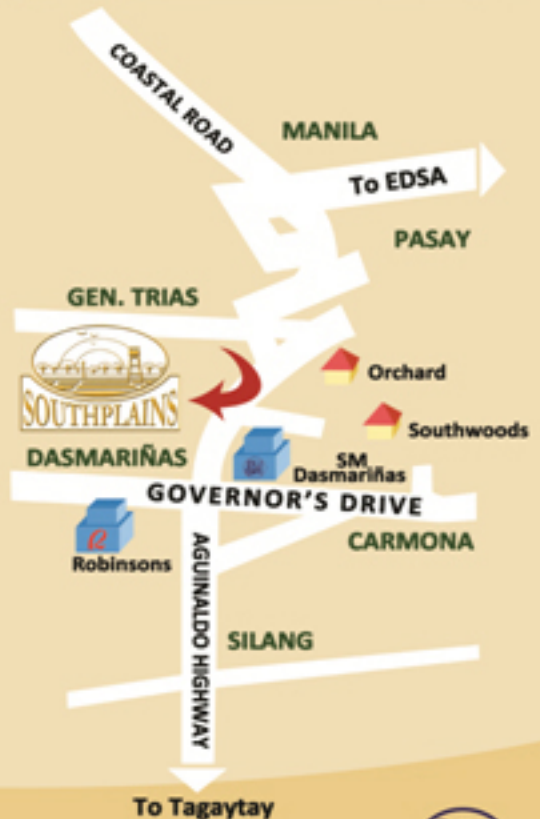 COASTAL ROAD
MANILA
To EDSA
PASAY
GEN. TRIAS
SOUTHPLAINS
Orchard
Southwoods
DASMARIÑAS
SM
Dasmariñas
GOVERNOR'S DRIVE
CARMONA
Robinsons
AGUINALDO HIGHWAY
SILANG
To Tagaytay